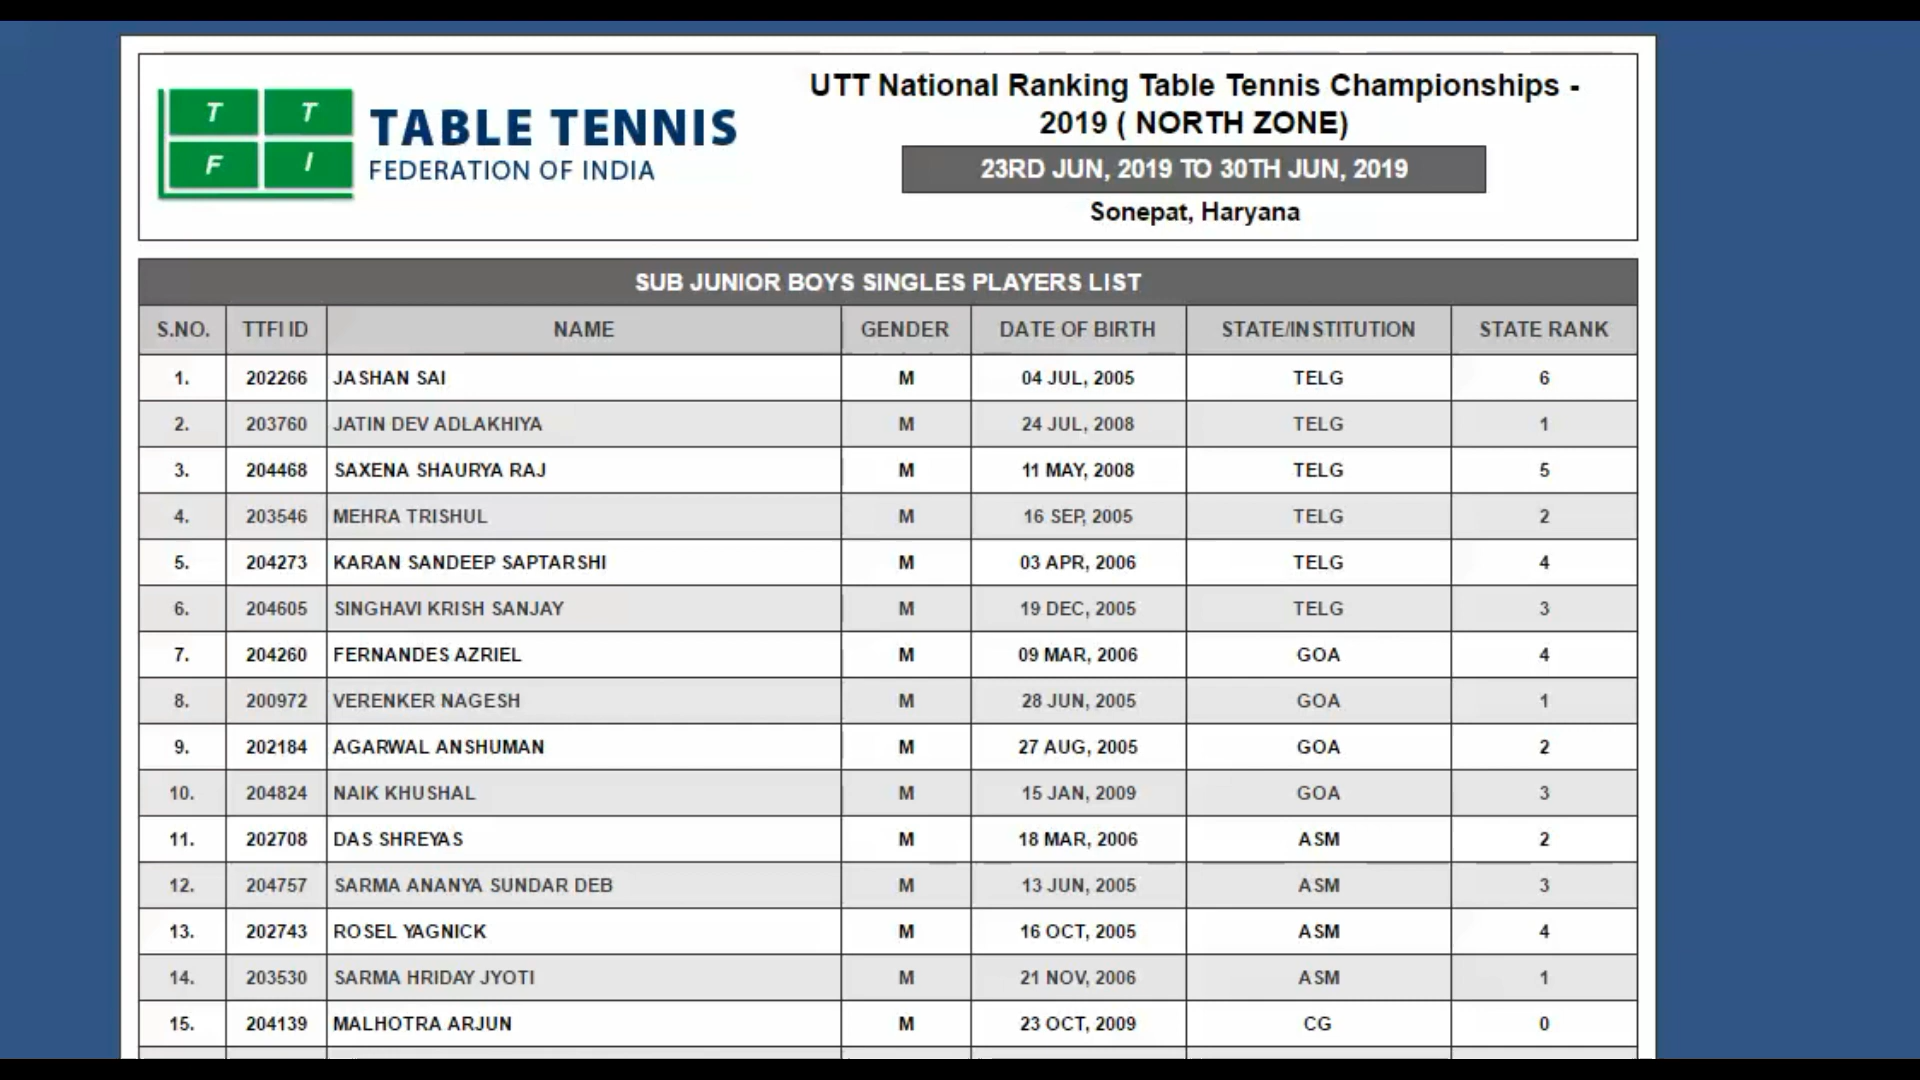 T T
F I
TABLE TENNIS
FEDERATION OF INDIA
UTT National Ranking Table Tennis Championships -
2019 ( NORTH ZONE)
23RD JUN, 2019 TO 30TH JUN, 2019
Sonepat, Haryana
SUB JUNIOR BOYS SINGLES PLAYERS LIST
S.NO. TTFI ID NAME GENDER DATE OF BIRTH STATE/INSTITUTION STATE RANK
1. 202266 JASHAN SAI M 04 JUL, 2005 TELG 6
2. 203760 JATIN DEV ADLAKHIYA M 24 JUL, 2008 TELG 1
3. 204468 SAXENA SHAURYA RAJ M 11 MAY, 2008 TELG 5
4. 203546 MEHRA TRISHUL M 16 SEP, 2005 TELG 2
5. 204273 KARAN SANDEEP SAPTARSHI M 03 APR, 2006 TELG 4
6. 204605 SINGHAVI KRISH SANJAY M 19 DEC, 2005 TELG 3
7. 204260 FERNANDES AZRIEL M 09 MAR, 2006 GOA 4
8. 200972 VERENKER NAGESH M 28 JUN, 2005 GOA 1
9. 202184 AGARWAL ANSHUMAN M 27 AUG, 2005 GOA 2
10. 204824 NAIK KHUSHAL M 15 JAN, 2009 GOA 3
11. 202708 DAS SHREYAS M 18 MAR, 2006 ASM 2
12. 204757 SARMA ANANYA SUNDAR DEB M 13 JUN, 2005 ASM 3
13. 202743 ROSEL YAGNICK M 16 OCT, 2005 ASM 4
14. 203530 SARMA HRIDAY JYOTI M 21 NOV, 2006 ASM 1
15. 204139 MALHOTRA ARJUN M 23 OCT, 2009 CG 0